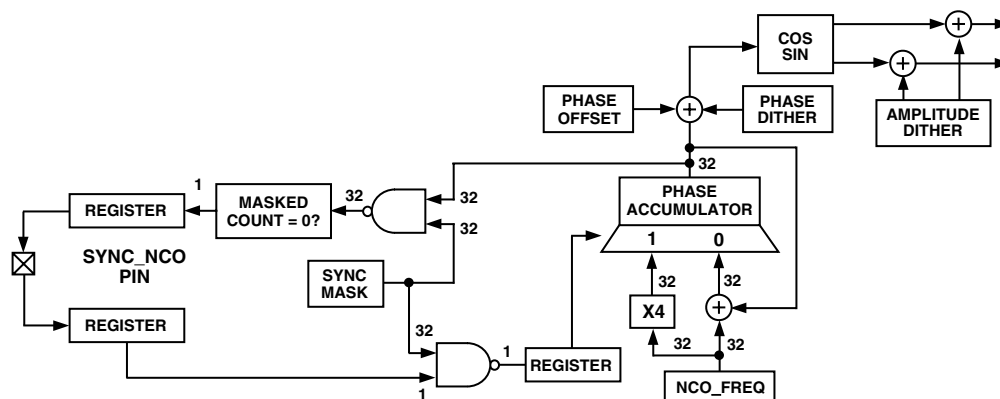 COS
SIN
PHASE
OFFSET
PHASE
DITHER
AMPLITUDE
DITHER
32
1
32
32
REGISTER
MASKED
COUNT = 0?
PHASE
ACCUMULATOR
32
1
0
SYNC_NCO
PIN
SYNC
MASK
32
32
X4
REGISTER
32
32
32
1
REGISTER
1
NCO_FREQ